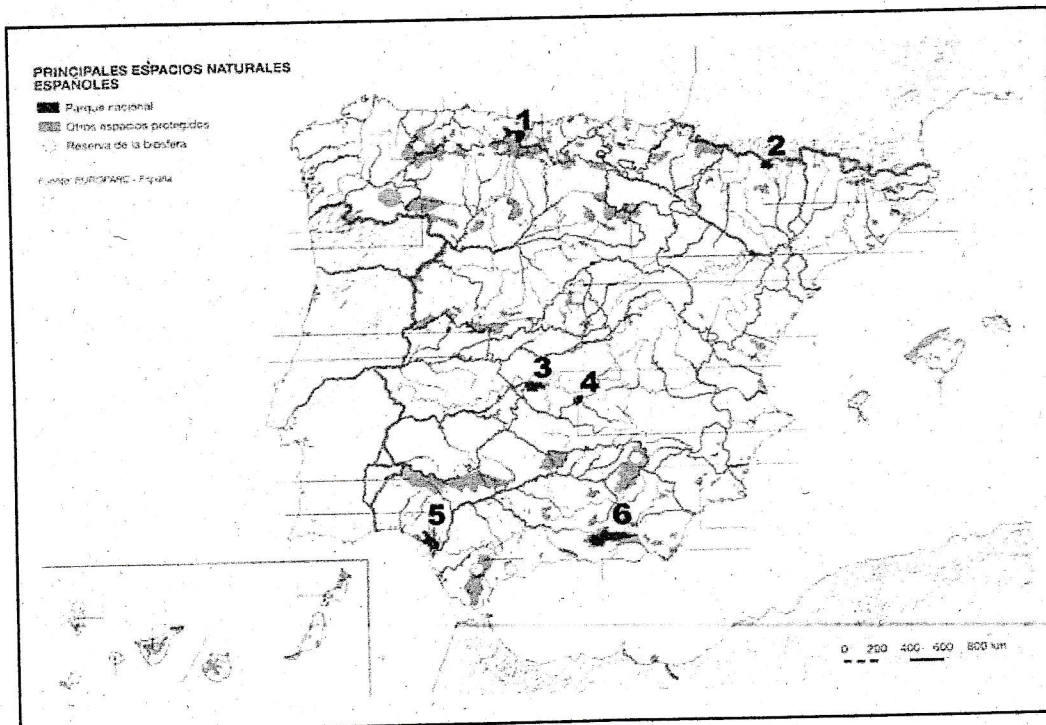 PRINCIPALES ESPACIOS NATURALES
ESPAÑOLES
Parque nacional
Otros espacios protegidos
Reserva de la biosfera
Fuente: EUROPARC - España
1
2
3
4
5
6
0 200 400 600 800 km